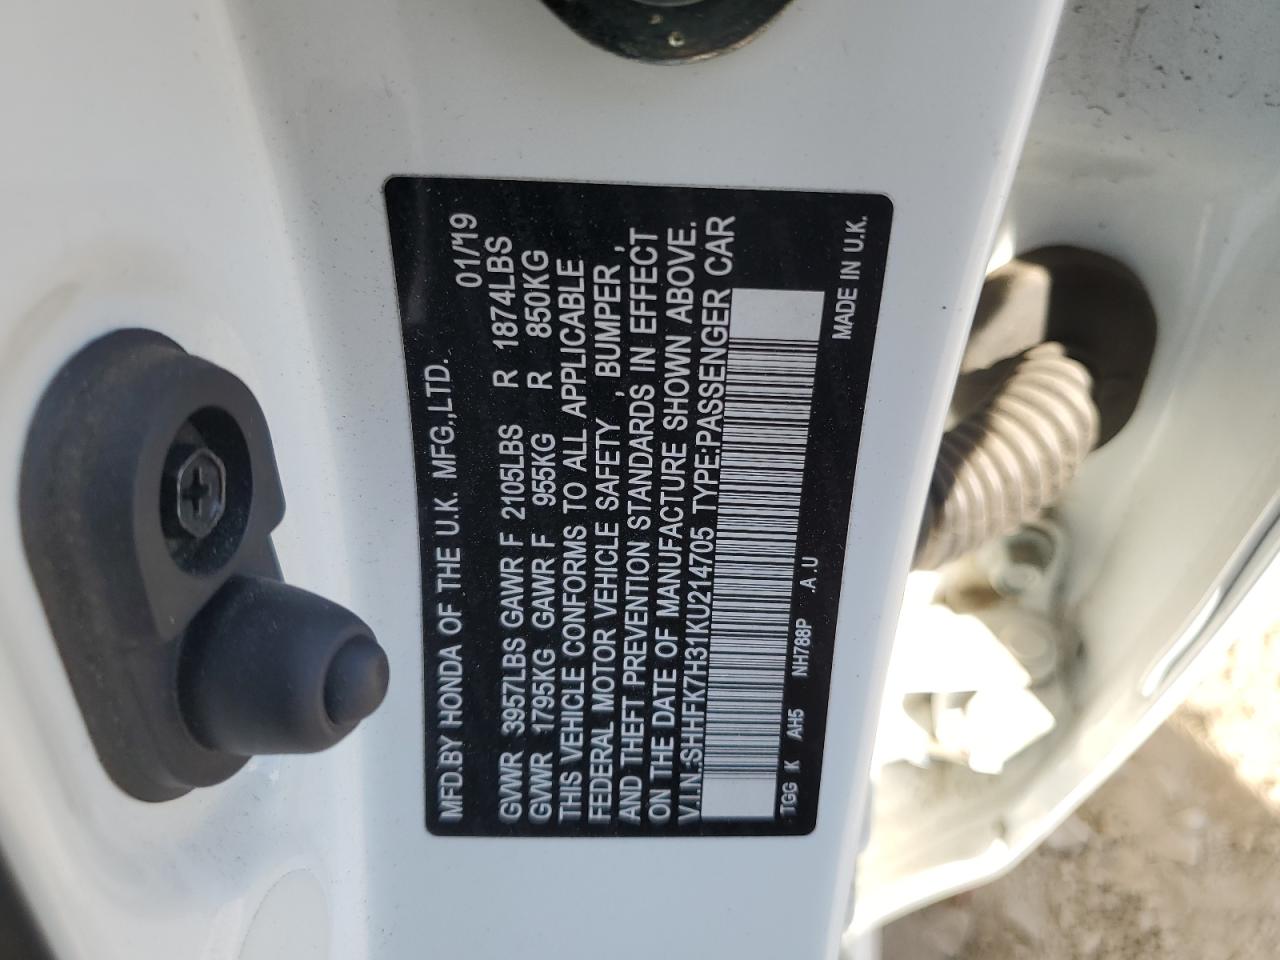 MFD.BY HONDA OF THE U.K. MFG.,LTD. 01/'19
GVWR 3957LBS GAWR F 2105LBS R 1874LBS
GVWR 1795KG GAWR F 955KG R 850KG
THIS VEHICLE CONFORMS TO ALL APPLICABLE
FEDERAL MOTOR VEHICLE SAFETY , BUMPER ,
AND THEFT PREVENTION STANDARDS IN EFFECT
ON THE DATE OF MANUFACTURE SHOWN ABOVE.
V.I.N.:SHHFK7H31KU214705 TYPE:PASSENGER CAR
TGG K AH5 NH788P .A .U MADE IN U.K.